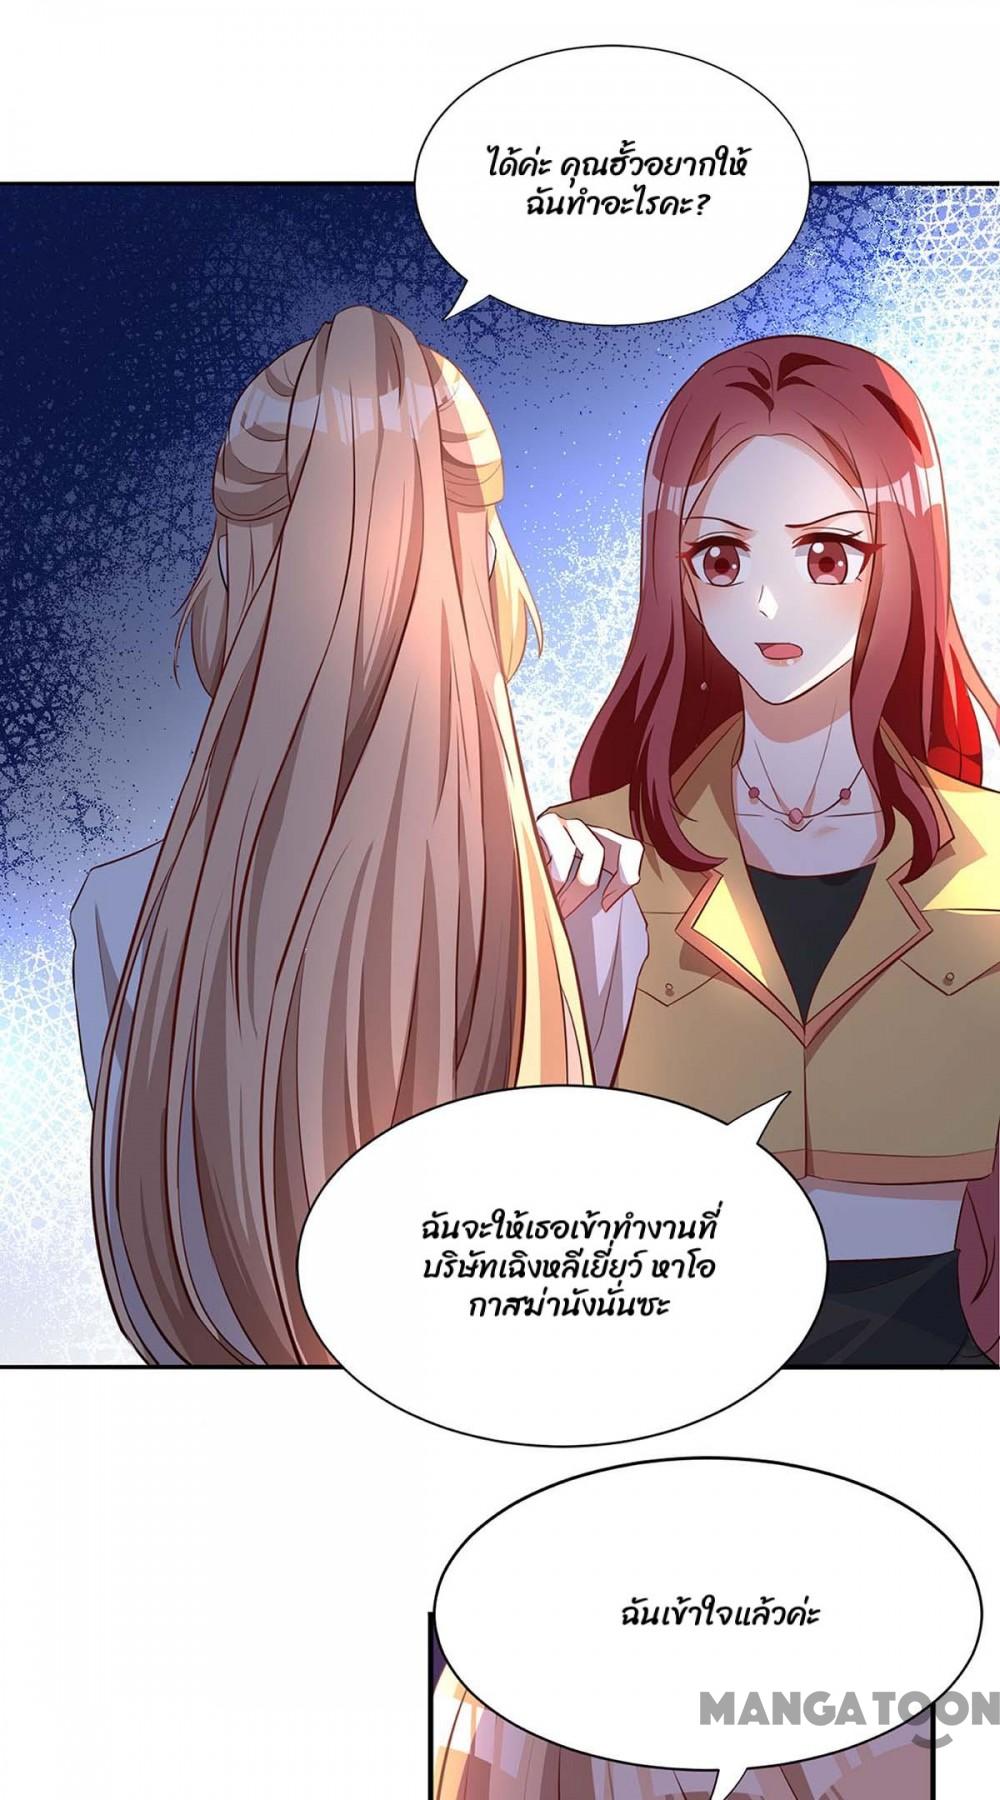 ได้ค่ะ คุณฮั้วอยากให้
ฉันทำอะไรคะ?
ฉันจะให้เธอเข้าทำงานที่
บริษัทเฉิงหลีเยี่ยว์ หาโอ
กาสฆ่านังนั่นซะ
ฉันเข้าใจแล้วค่ะ
MANGATOON